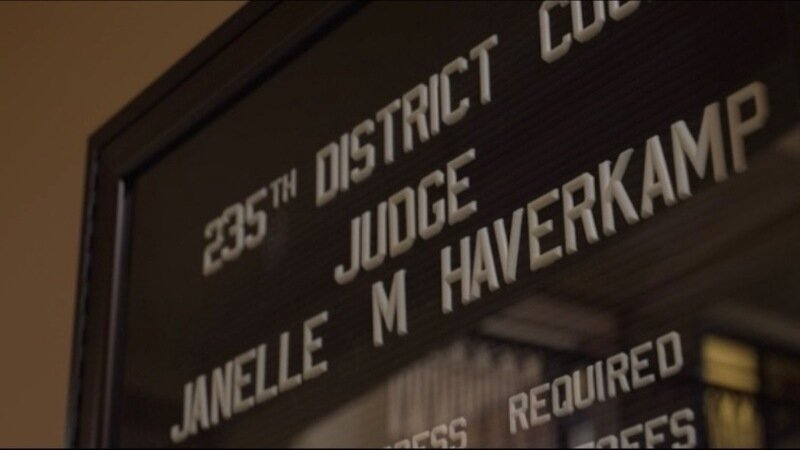 235TH DISTRICT
JUDGE
JANELLE M HAVERKAMP
REQUIRED